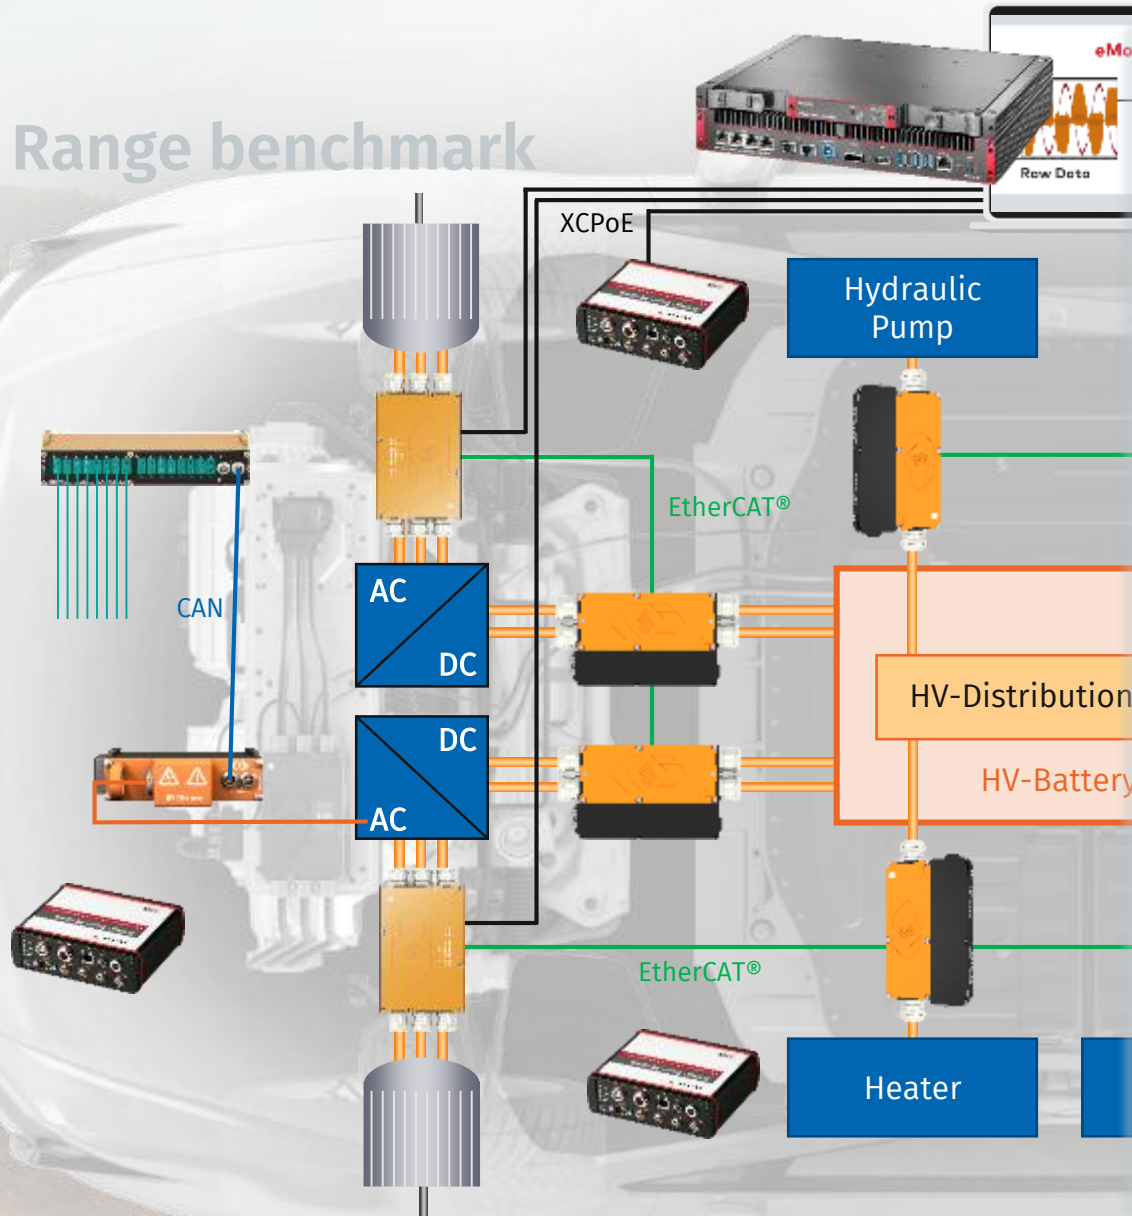 eMo
Range benchmark
Raw Data
XCPoE
Hydraulic
Pump
EtherCAT®
AC
DC
CAN
HV-Distribution
DC
AC
HV-Battery
EtherCAT®
Heater